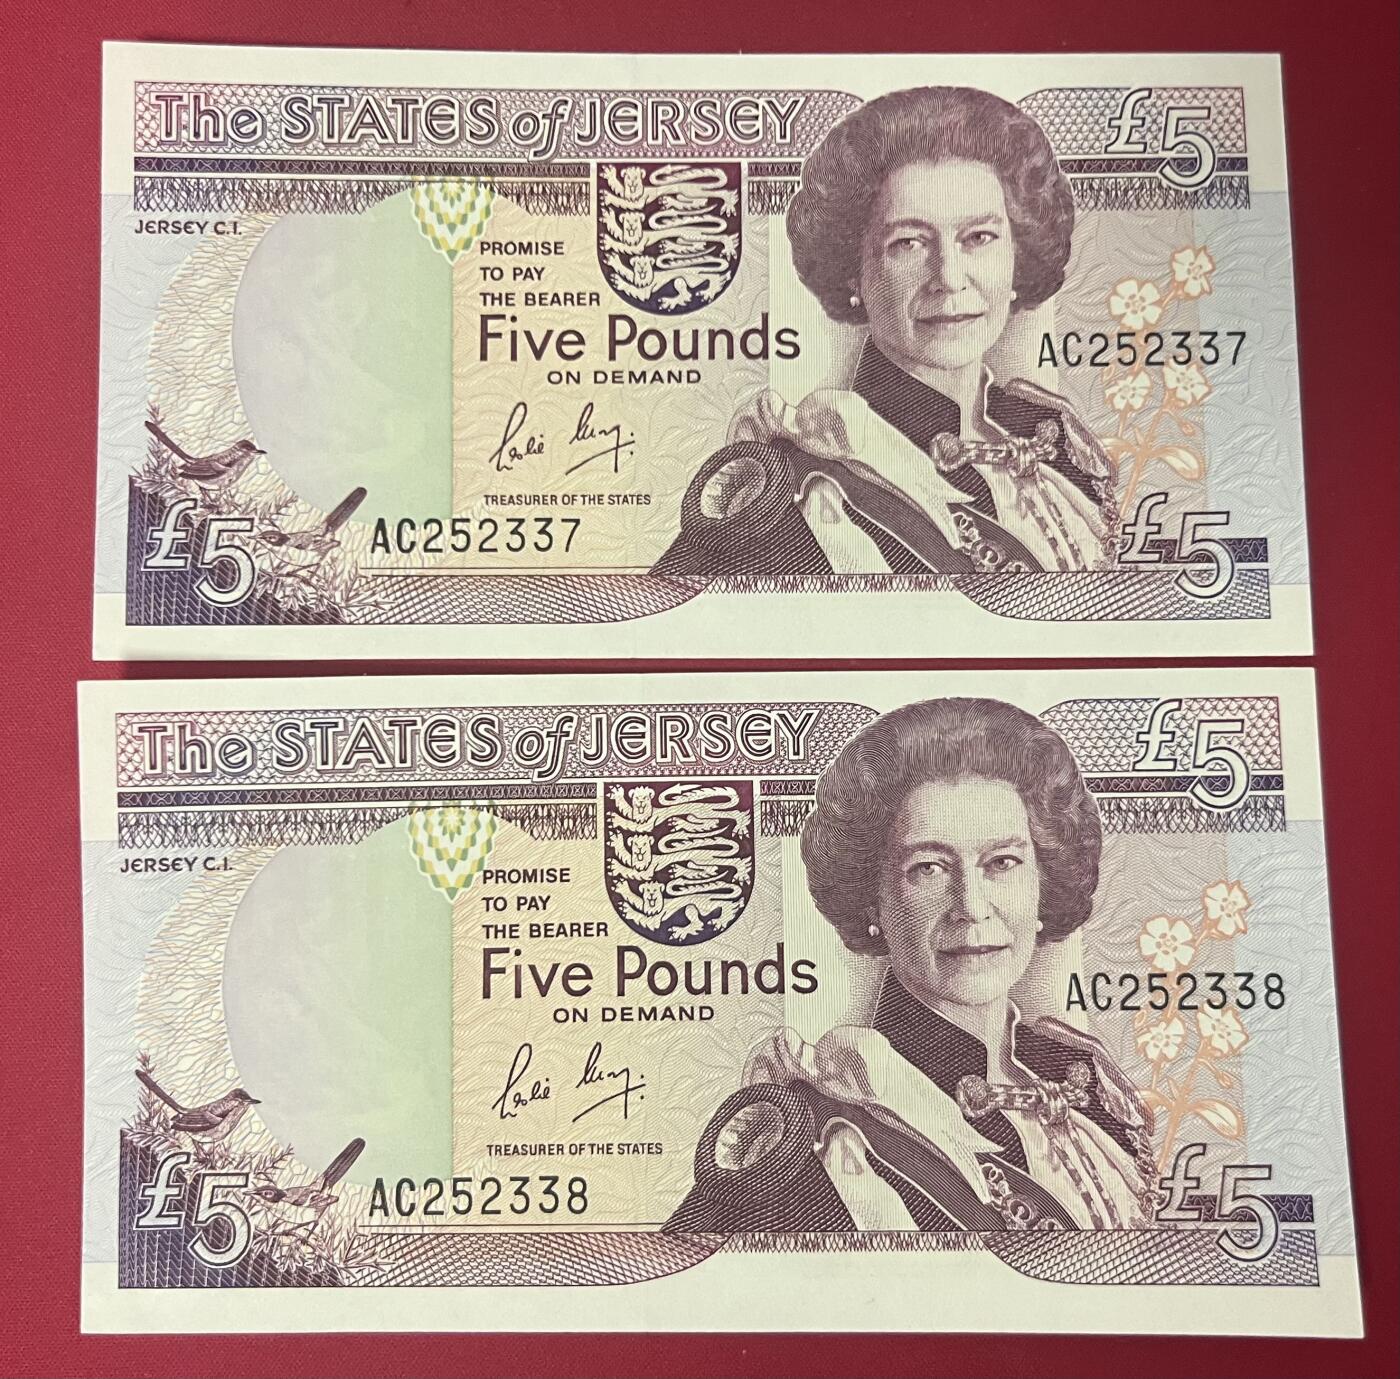 The STATES of JERSEY
£5
JERSEY C.I.
PROMISE
TO PAY
THE BEARER
Five Pounds
ON DEMAND
AC252337
TREASURER OF THE STATES
AC252337
£5
£5
The STATES of JERSEY
£5
JERSEY C.I.
PROMISE
TO PAY
THE BEARER
Five Pounds
ON DEMAND
AC252338
TREASURER OF THE STATES
AC252338
£5
£5